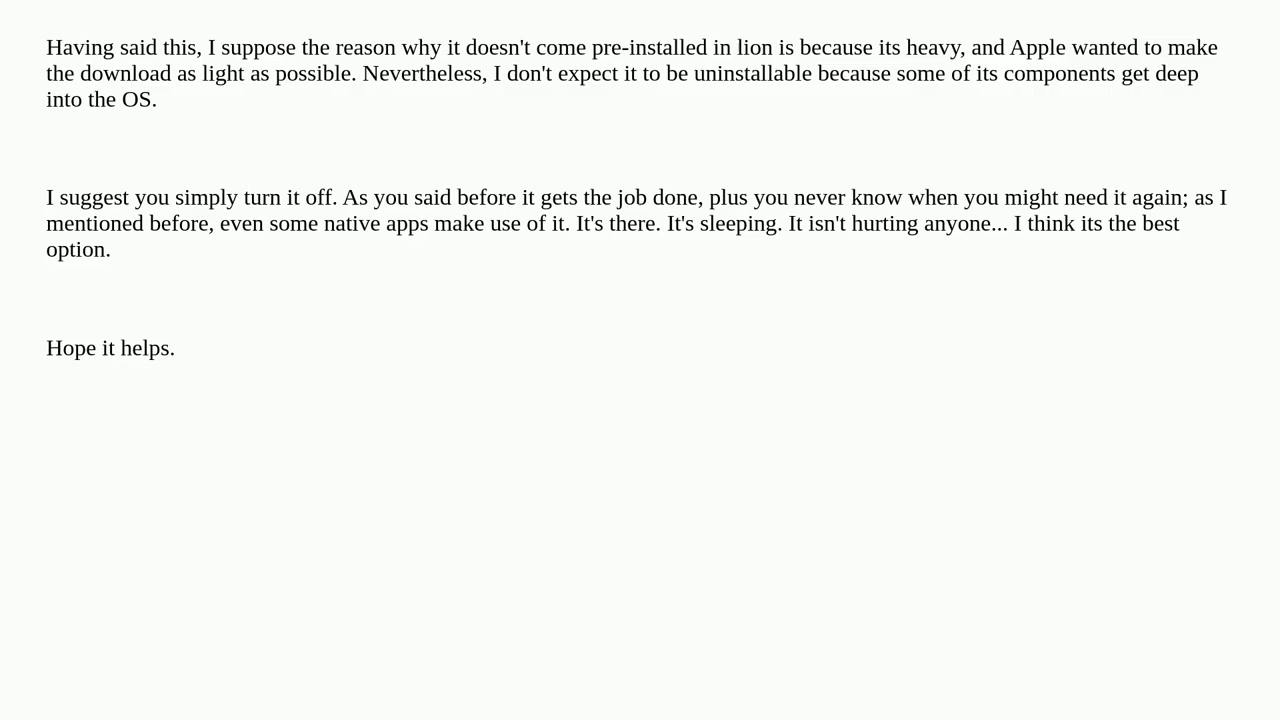 Having said this, I suppose the reason why it doesn't come pre-installed in lion is because its heavy, and Apple wanted to make
the download as light as possible. Nevertheless, I don't expect it to be uninstallable because some of its components get deep
into the OS.
I suggest you simply turn it off. As you said before it gets the job done, plus you never know when you might need it again; as I
mentioned before, even some native apps make use of it. It's there. It's sleeping. It isn't hurting anyone... I think its the best
option.
Hope it helps.